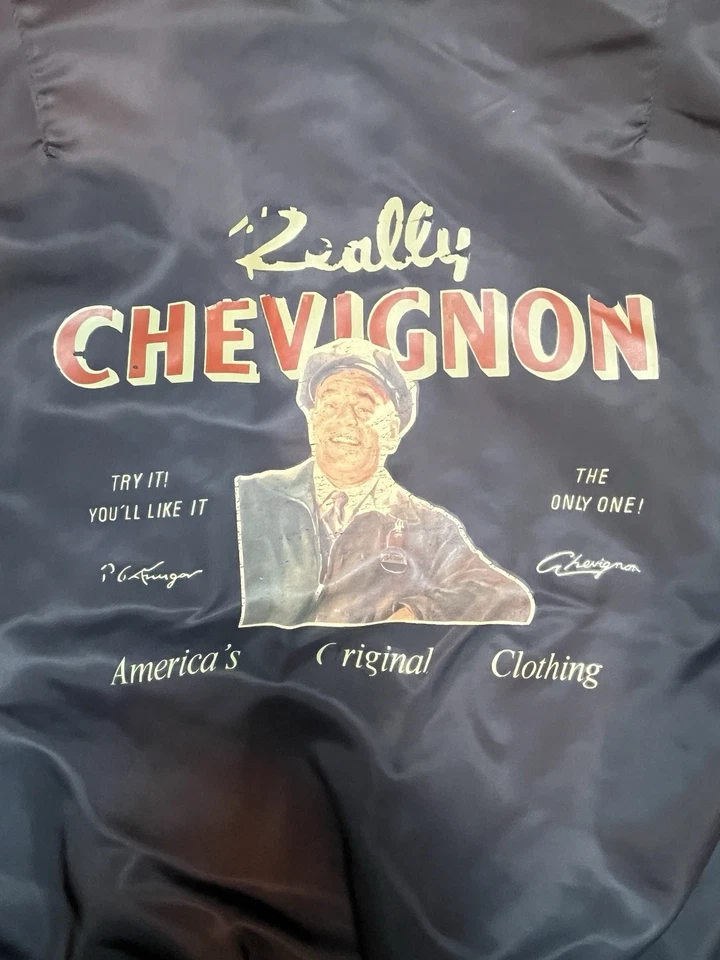 Really
CHEVIGNON
TRY IT!
YOU'LL LIKE IT
THE
ONLY ONE!
Chevignon
America's Original Clothing